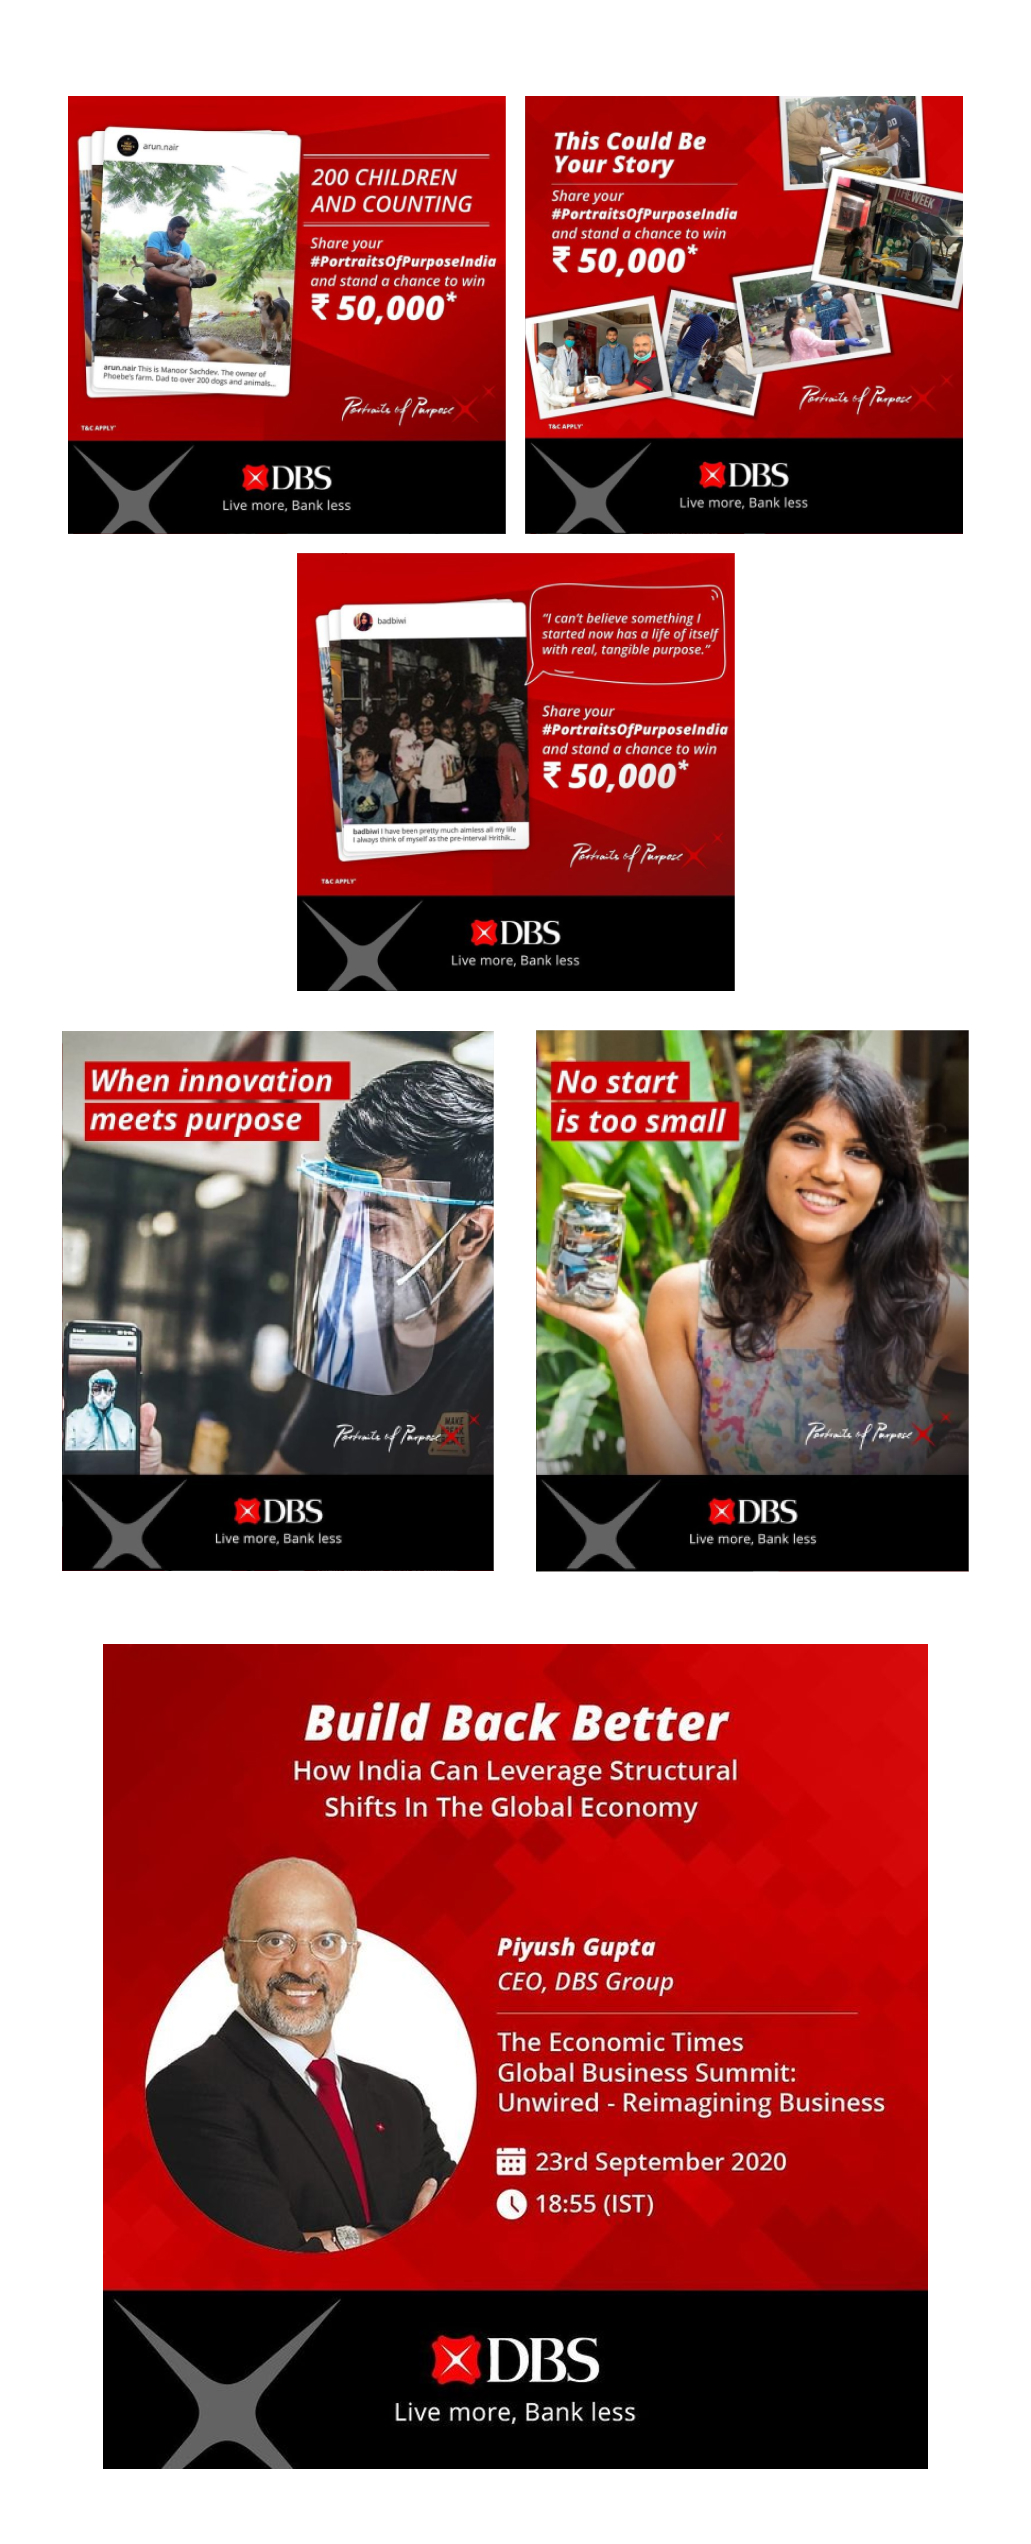 arun.nair
200 CHILDREN
AND COUNTING
Share your
#PortraitsOfPurposeIndia
and stand a chance to win
₹ 50,000*
arun.nair This is Manoor Sachdev. The owner of
Phoebe's farm. Dad to over 200 dogs and animals...
Portraits of Purpose
T&C APPLY*
DBS
Live more, Bank less
This Could Be
Your Story
Share your
#PortraitsOfPurposeIndia
and stand a chance to win
₹ 50,000*
THE WEEK
Portraits of Purpose
T&C APPLY*
DBS
Live more, Bank less
badbiwi
"I can't believe something I
started now has a life of itself
with real, tangible purpose."
Share your
#PortraitsOfPurposeIndia
and stand a chance to win
₹ 50,000*
badbiwi I have been pretty much aimless all my life
I always think of myself as the pre-interval Hrithik...
Portraits of Purpose
T&C APPLY*
DBS
Live more, Bank less
When innovation
meets purpose
MAKE
Portraits of Purpose
DBS
Live more, Bank less
No start
is too small
Portraits of Purpose
DBS
Live more, Bank less
Build Back Better
How India Can Leverage Structural
Shifts In The Global Economy
Piyush Gupta
CEO, DBS Group
The Economic Times
Global Business Summit:
Unwired - Reimagining Business
23rd September 2020
18:55 (IST)
DBS
Live more, Bank less